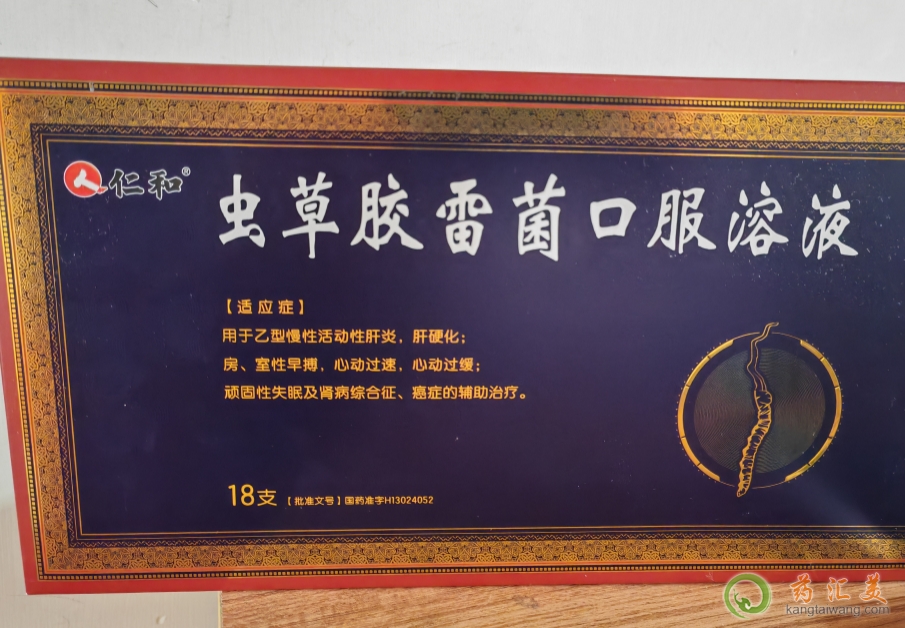 仁和®
虫草胶雷菌口服溶液
【适应症】
用于乙型慢性活动性肝炎，肝硬化；
房、室性早搏，心动过速，心动过缓；
顽固性失眠及肾病综合征、癌症的辅助治疗。
18支 【批准文号】国药准字H13024052
药汇美
kangtaiwang.com